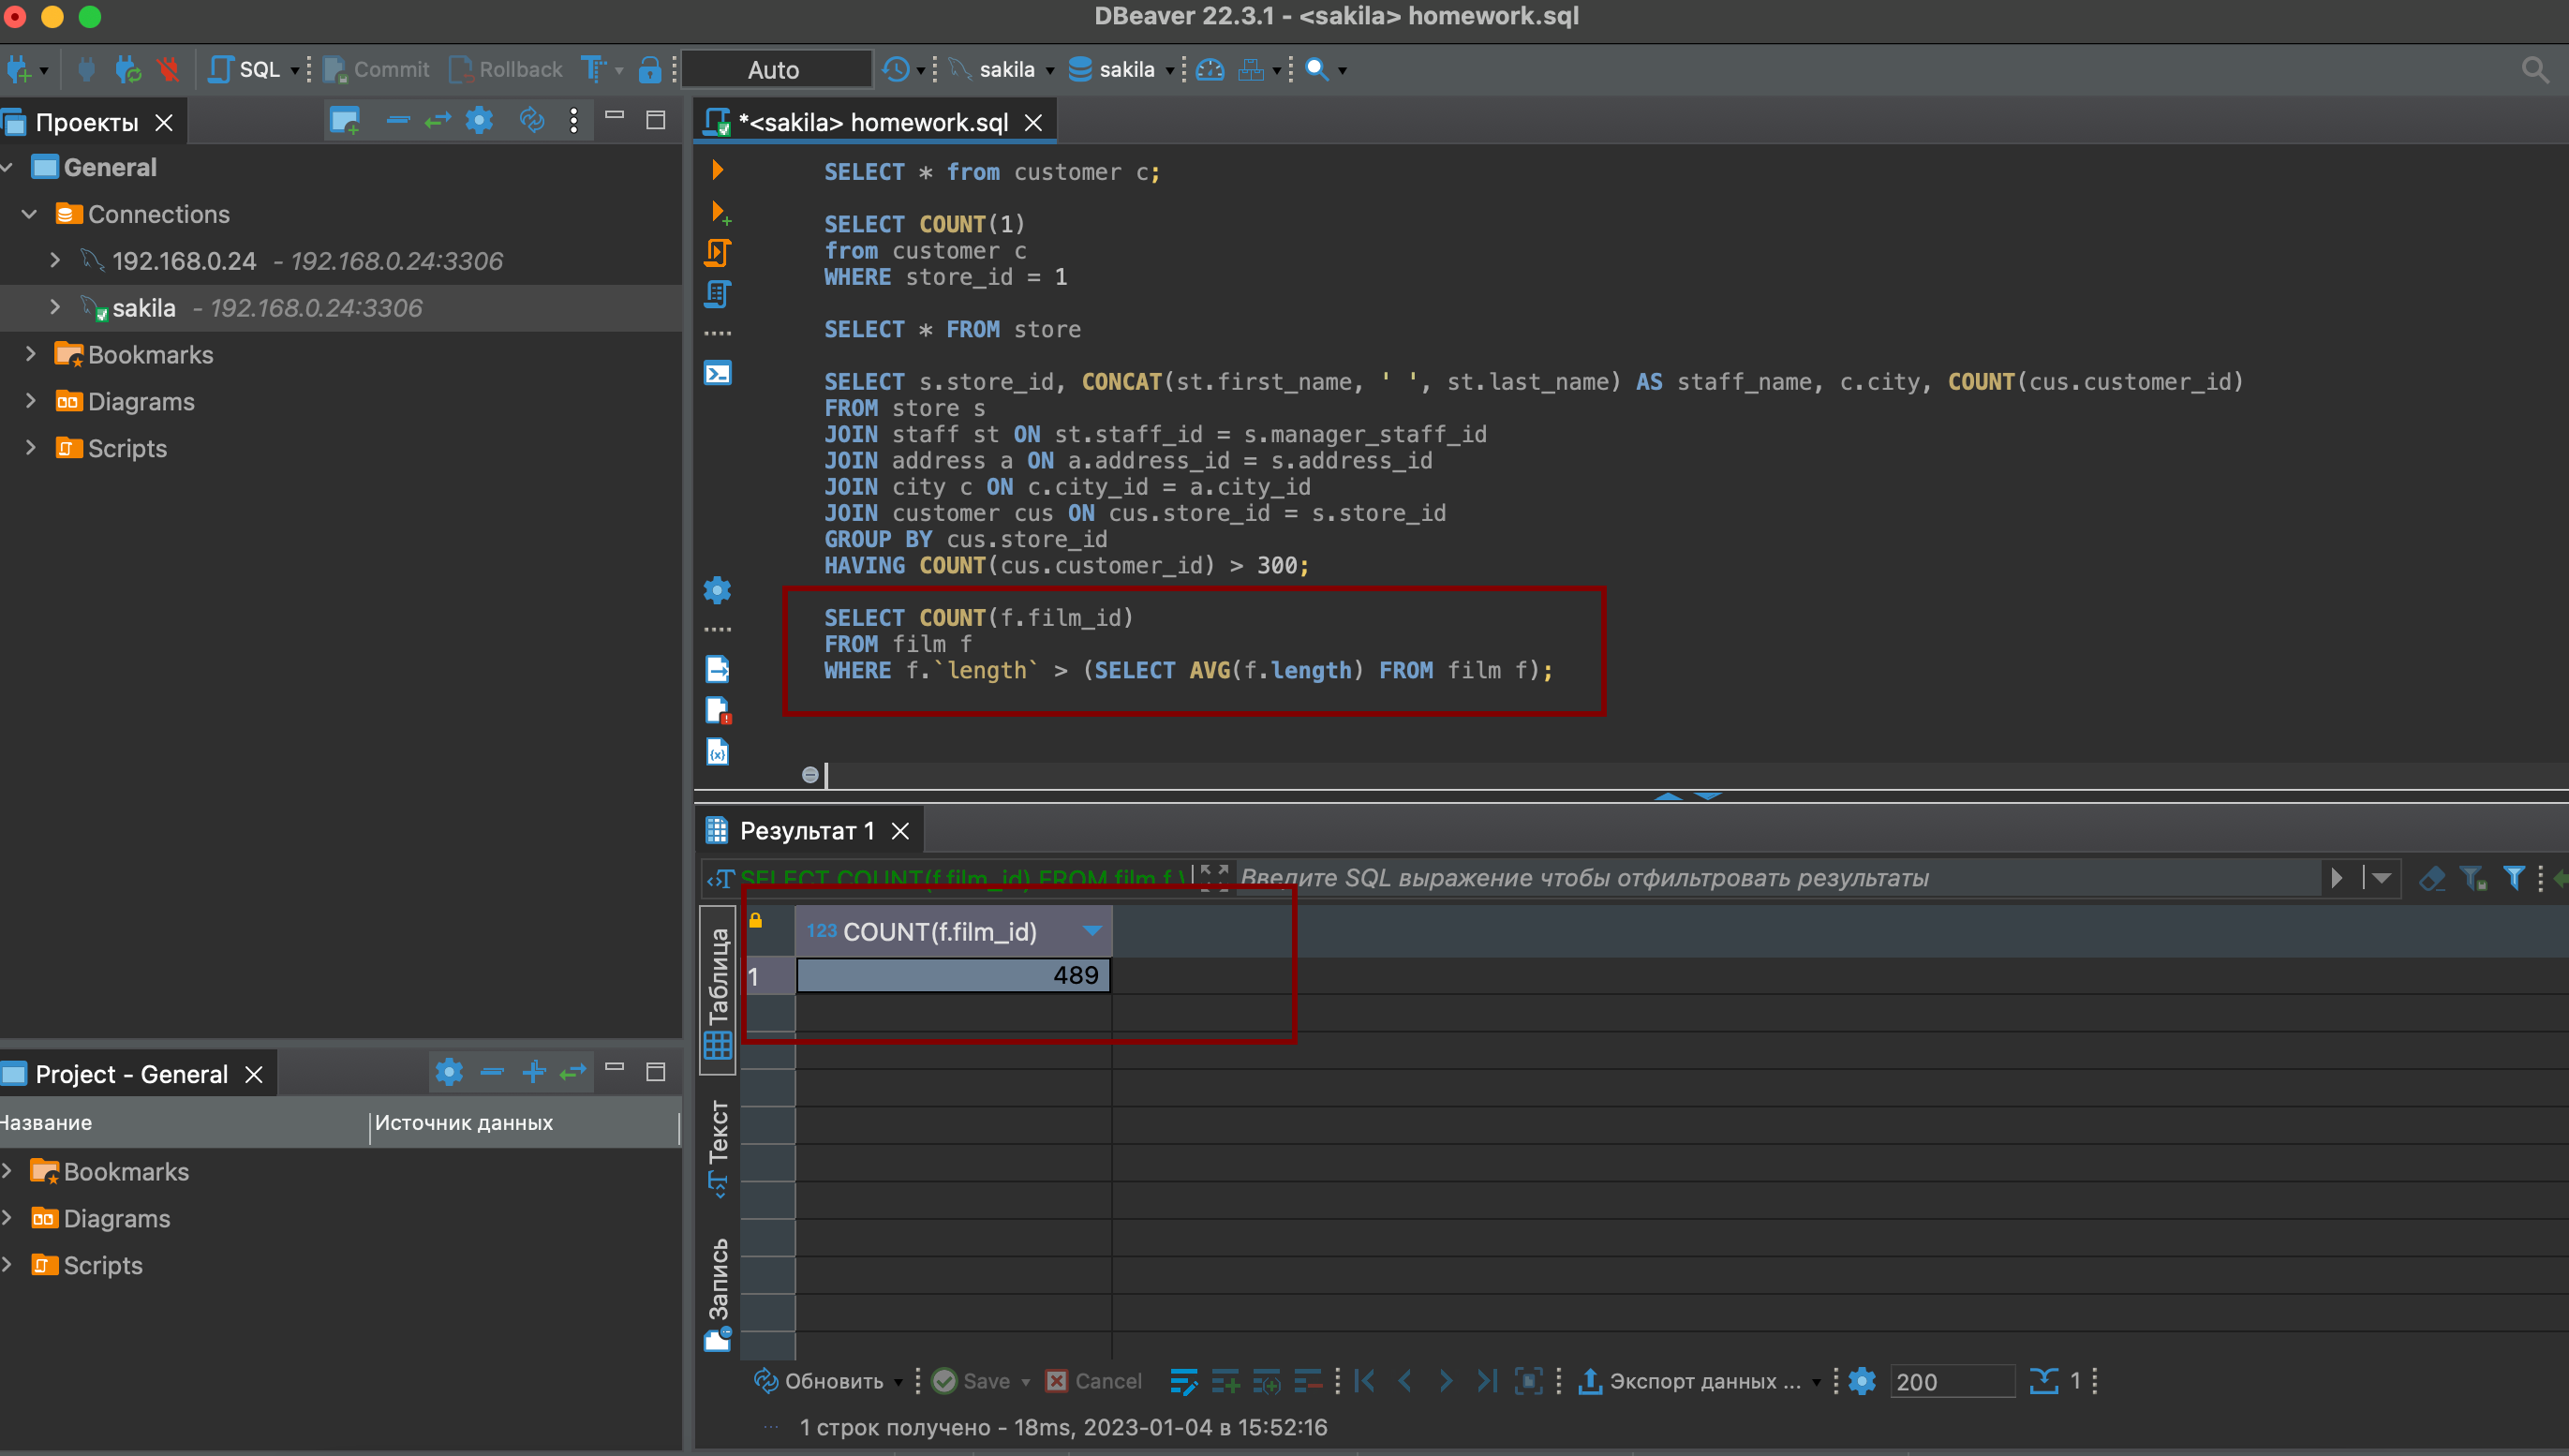 DBeaver 22.3.1 - <sakila> homework.sql
SQL Commit Rollback Auto sakila sakila
Проекты
General
Connections
192.168.0.24 - 192.168.0.24:3306
sakila - 192.168.0.24:3306
Bookmarks
Diagrams
Scripts
*<sakila> homework.sql
SELECT * from customer c;
SELECT COUNT(1)
from customer c
WHERE store_id = 1
SELECT * FROM store
SELECT s.store_id, CONCAT(st.first_name, ' ', st.last_name) AS staff_name, c.city, COUNT(cus.customer_id)
FROM store s
JOIN staff st ON st.staff_id = s.manager_staff_id
JOIN address a ON a.address_id = s.address_id
JOIN city c ON c.city_id = a.city_id
JOIN customer cus ON cus.store_id = s.store_id
GROUP BY cus.store_id
HAVING COUNT(cus.customer_id) > 300;
SELECT COUNT(f.film_id)
FROM film f
WHERE f.`length` > (SELECT AVG(f.length) FROM film f);
Результат 1
SELECT COUNT(f.film_id) FROM film f \ Введите SQL выражение чтобы отфильтровать результаты
123 COUNT(f.film_id)
1 489
Таблица
Текст
Запись
Project - General
Название Источник данных
Bookmarks
Diagrams
Scripts
Обновить Save Cancel Экспорт данных ... 200 1
1 строк получено - 18ms, 2023-01-04 в 15:52:16